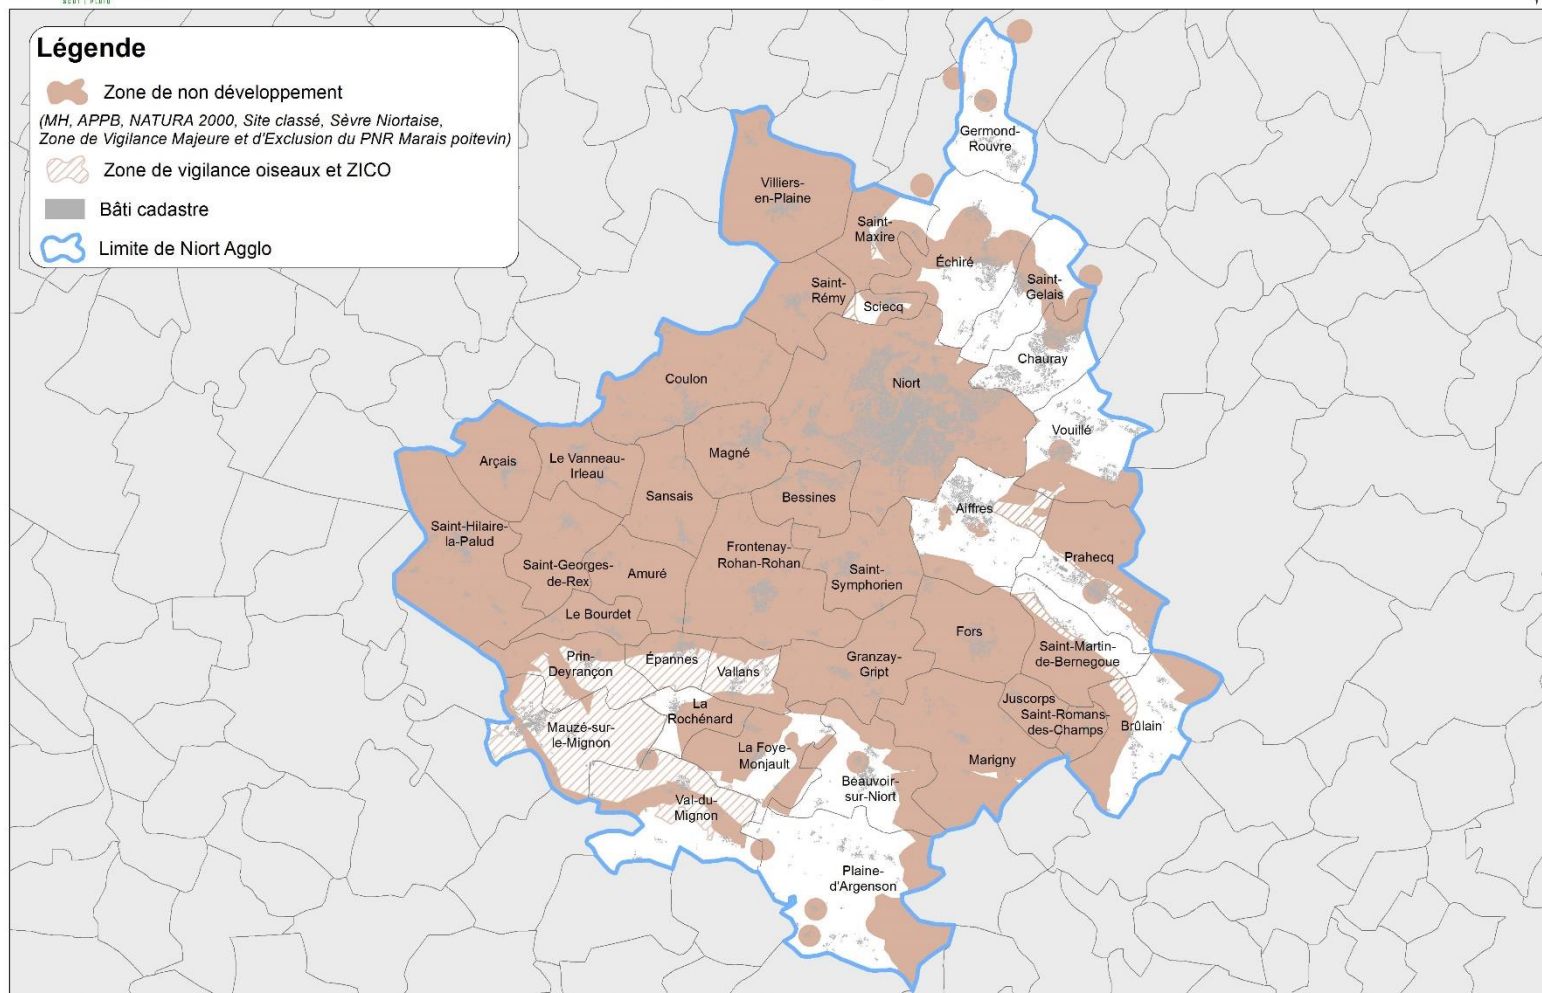 Légende
Zone de non développement
(MH, APPB, NATURA 2000, Site classé, Sèvre Niortaise,
Zone de Vigilance Majeure et d'Exclusion du PNR Marais poitevin)
Zone de vigilance oiseaux et ZICO
Bâti cadastre
Limite de Niort Agglo
Germond-
Rouvre
Villiers-
en-Plaine
Saint-
Maxire
Échiré
Saint-
Gelais
Saint-
Rémy
Sciecq
Chauray
Coulon
Niort
Vouillé
Magné
Arçais
Le Vanneau-
Irleau
Sansais
Bessines
Aiffres
Saint-Hilaire-
la-Palud
Frontenay-
Rohan-Rohan
Prahecq
Saint-Georges-
de-Rex
Amuré
Saint-
Symphorien
Le Bourdet
Fors
Saint-Martin-
de-Bernegoue
Prin-
Deyrançon
Épannes
Vallans
Granzay-
Gript
La
Rochénard
Juscorps
Saint-Romans-
des-Champs
Brûlain
Mauzé-sur-
le-Mignon
La Foye-
Monjault
Marigny
Beauvoir-
sur-Niort
Val-du-
Mignon
Plaine-
d'Argenson